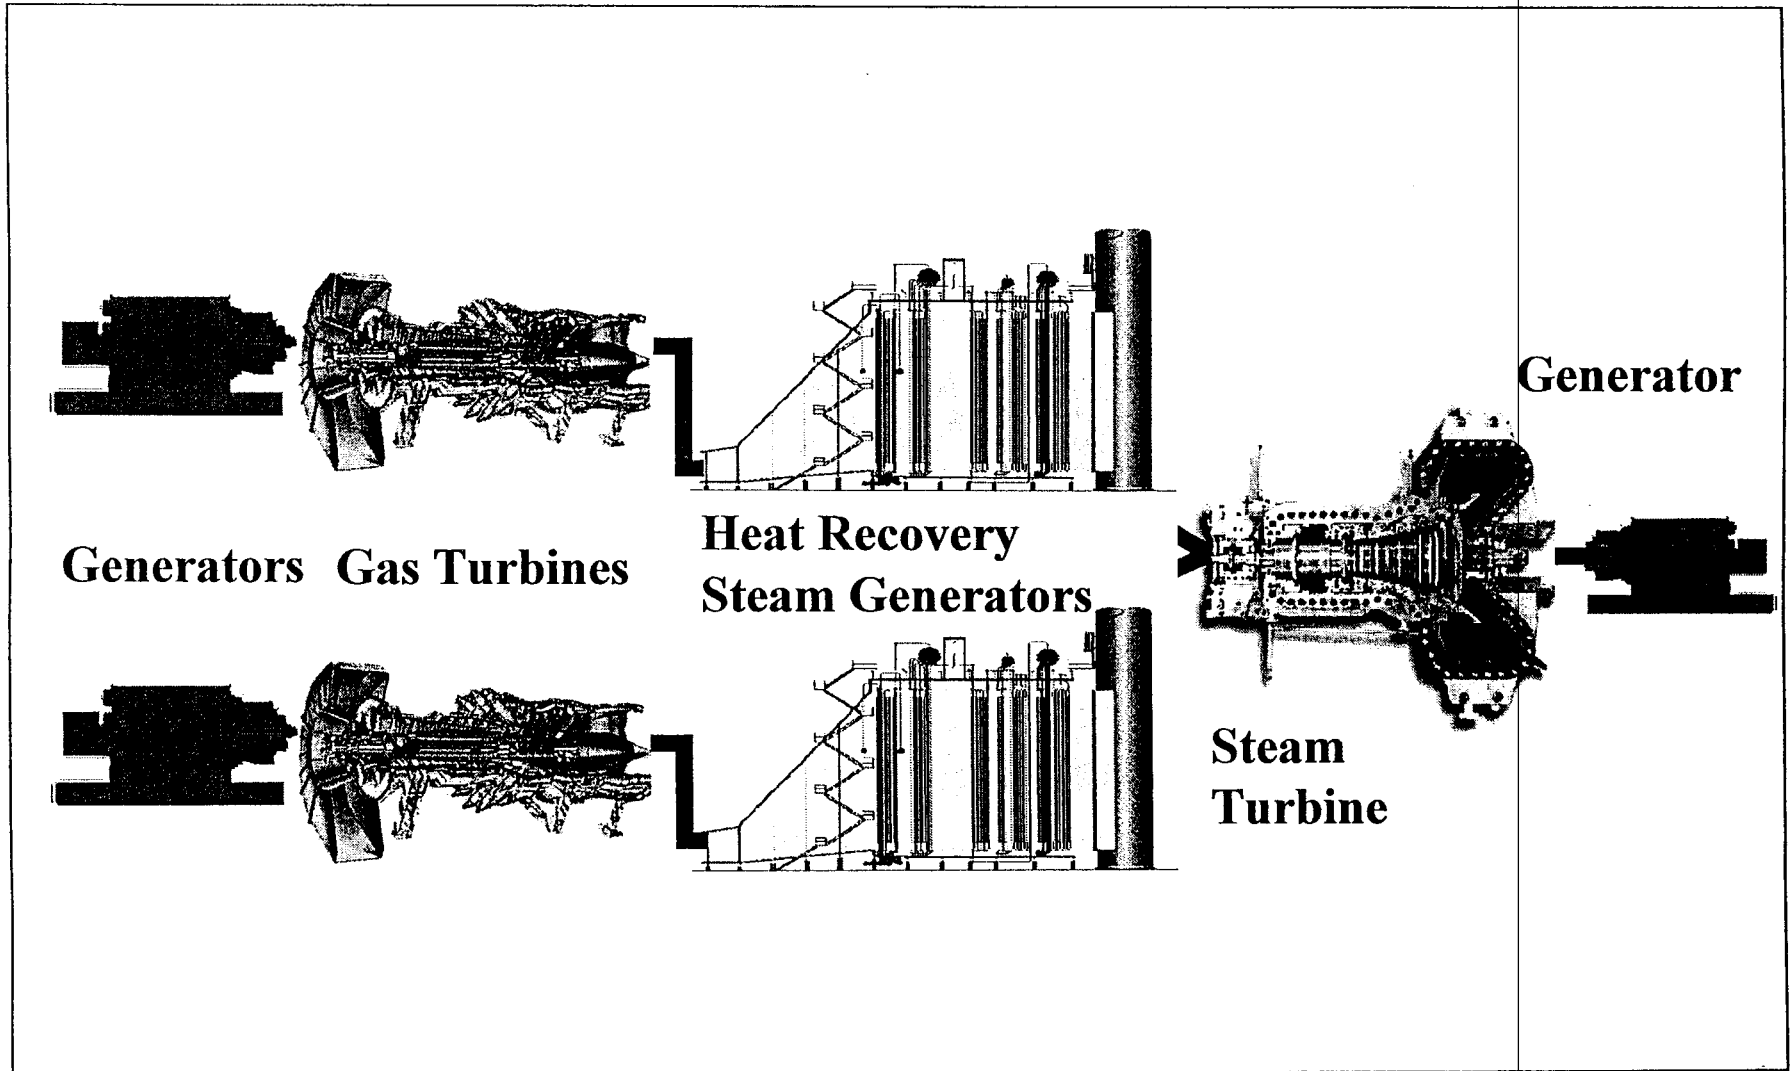 Generator
Generators
Gas Turbines
Heat Recovery
Steam Generators
Steam
Turbine